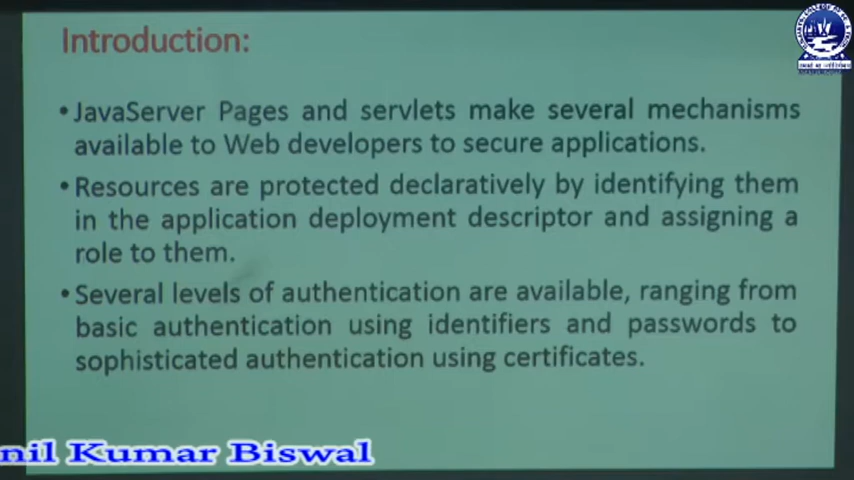 Introduction:
•JavaServer Pages and servlets make several mechanisms
available to Web developers to secure applications.
•Resources are protected declaratively by identifying them
in the application deployment descriptor and assigning a
role to them.
•Several levels of authentication are available, ranging from
basic authentication using identifiers and passwords to
sophisticated authentication using certificates.
nil Kumar Biswal